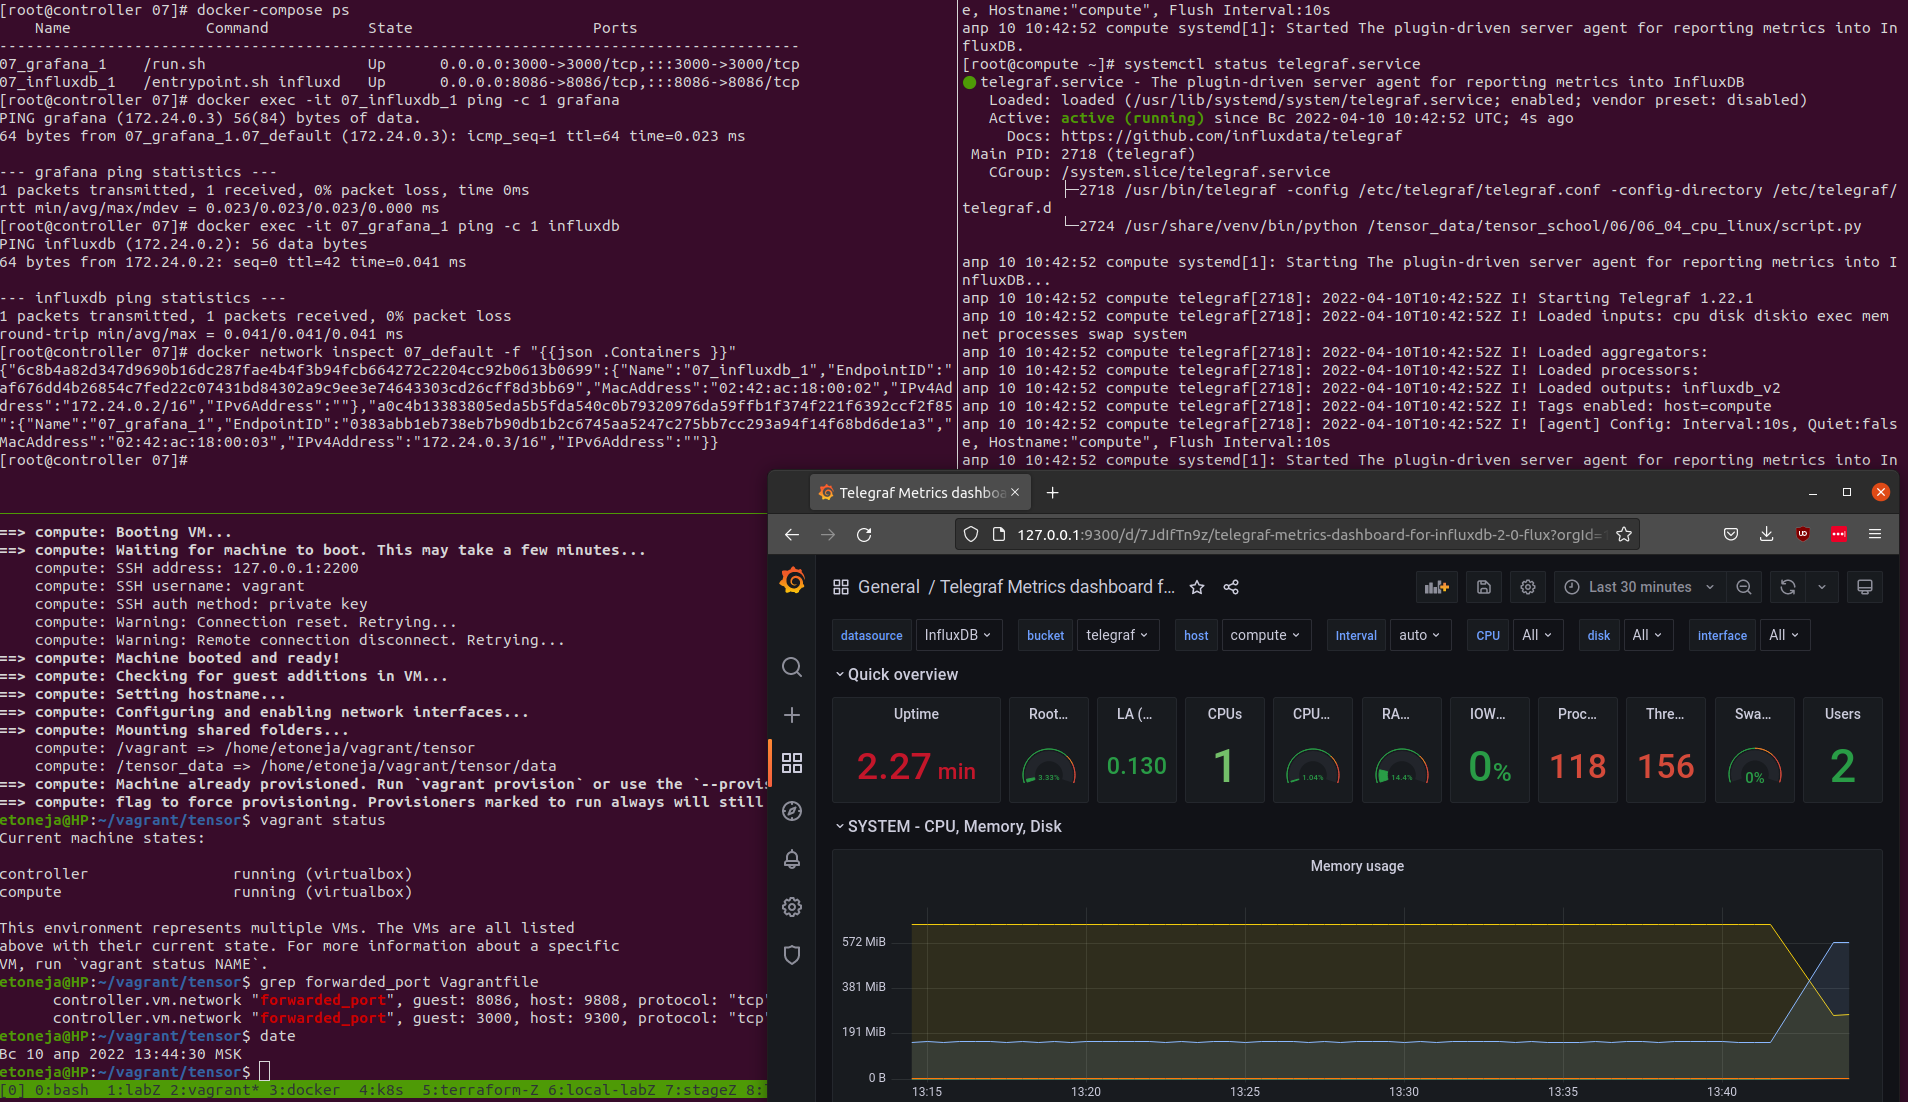 [root@controller 07]# docker-compose ps
    Name               Command           State                    Ports
-----------------------------------------------------------------------------------------
07_grafana_1    /run.sh                  Up      0.0.0.0:3000->3000/tcp,:::3000->3000/tcp
07_influxdb_1   /entrypoint.sh influxd   Up      0.0.0.0:8086->8086/tcp,:::8086->8086/tcp
[root@controller 07]# docker exec -it 07_influxdb_1 ping -c 1 grafana
PING grafana (172.24.0.3) 56(84) bytes of data.
64 bytes from 07_grafana_1.07_default (172.24.0.3): icmp_seq=1 ttl=64 time=0.023 ms
--- grafana ping statistics ---
1 packets transmitted, 1 received, 0% packet loss, time 0ms
rtt min/avg/max/mdev = 0.023/0.023/0.023/0.000 ms
[root@controller 07]# docker exec -it 07_grafana_1 ping -c 1 influxdb
PING influxdb (172.24.0.2): 56 data bytes
64 bytes from 172.24.0.2: seq=0 ttl=42 time=0.041 ms
--- influxdb ping statistics ---
1 packets transmitted, 1 packets received, 0% packet loss
round-trip min/avg/max = 0.041/0.041/0.041 ms
[root@controller 07]# docker network inspect 07_default -f "{{json .Containers }}"
{"6c8b4a82d347d9690b16dc287fae4b4f3b94fcb664272c2204cc92b0613b0699":{"Name":"07_influxdb_1","EndpointID":"
af676dd4b26854c7fed22c07431bd84302a9c9ee3e74643303cd26cff8d3bb69","MacAddress":"02:42:ac:18:00:02","IPv4Ad
dress":"172.24.0.2/16","IPv6Address":""},"a0c4b13383805eda5b5fda540c0b79320976da59ffb1f374f221f6392ccf2f85
":{"Name":"07_grafana_1","EndpointID":"0383abb1eb738eb7b90db1b2c6745aa5247c275bb7cc293a94f14f68bd6de1a3","
MacAddress":"02:42:ac:18:00:03","IPv4Address":"172.24.0.3/16","IPv6Address":""}}
[root@controller 07]#
e, Hostname:"compute", Flush Interval:10s
апр 10 10:42:52 compute systemd[1]: Started The plugin-driven server agent for reporting metrics into In
fluxDB.
[root@compute ~]# systemctl status telegraf.service
● telegraf.service - The plugin-driven server agent for reporting metrics into InfluxDB
   Loaded: loaded (/usr/lib/systemd/system/telegraf.service; enabled; vendor preset: disabled)
   Active: active (running) since Вс 2022-04-10 10:42:52 UTC; 4s ago
     Docs: https://github.com/influxdata/telegraf
 Main PID: 2718 (telegraf)
   CGroup: /system.slice/telegraf.service
           ├─2718 /usr/bin/telegraf -config /etc/telegraf/telegraf.conf -config-directory /etc/telegraf/
telegraf.d
           └─2724 /usr/share/venv/bin/python /tensor_data/tensor_school/06/06_04_cpu_linux/script.py
апр 10 10:42:52 compute systemd[1]: Starting The plugin-driven server agent for reporting metrics into I
nfluxDB...
апр 10 10:42:52 compute telegraf[2718]: 2022-04-10T10:42:52Z I! Starting Telegraf 1.22.1
апр 10 10:42:52 compute telegraf[2718]: 2022-04-10T10:42:52Z I! Loaded inputs: cpu disk diskio exec mem
net processes swap system
апр 10 10:42:52 compute telegraf[2718]: 2022-04-10T10:42:52Z I! Loaded aggregators:
апр 10 10:42:52 compute telegraf[2718]: 2022-04-10T10:42:52Z I! Loaded processors:
апр 10 10:42:52 compute telegraf[2718]: 2022-04-10T10:42:52Z I! Loaded outputs: influxdb_v2
апр 10 10:42:52 compute telegraf[2718]: 2022-04-10T10:42:52Z I! Tags enabled: host=compute
апр 10 10:42:52 compute telegraf[2718]: 2022-04-10T10:42:52Z I! [agent] Config: Interval:10s, Quiet:fals
e, Hostname:"compute", Flush Interval:10s
апр 10 10:42:52 compute systemd[1]: Started The plugin-driven server agent for reporting metrics into In
==> compute: Booting VM...
==> compute: Waiting for machine to boot. This may take a few minutes...
    compute: SSH address: 127.0.0.1:2200
    compute: SSH username: vagrant
    compute: SSH auth method: private key
    compute: Warning: Connection reset. Retrying...
    compute: Warning: Remote connection disconnect. Retrying...
==> compute: Machine booted and ready!
==> compute: Checking for guest additions in VM...
==> compute: Setting hostname...
==> compute: Configuring and enabling network interfaces...
==> compute: Mounting shared folders...
    compute: /vagrant => /home/etoneja/vagrant/tensor
    compute: /tensor_data => /home/etoneja/vagrant/tensor/data
==> compute: Machine already provisioned. Run `vagrant provision` or use the `--provis
==> compute: flag to force provisioning. Provisioners marked to run always will still
etoneja@HP:~/vagrant/tensor$ vagrant status
Current machine states:
controller                running (virtualbox)
compute                   running (virtualbox)
This environment represents multiple VMs. The VMs are all listed
above with their current state. For more information about a specific
VM, run `vagrant status NAME`.
etoneja@HP:~/vagrant/tensor$ grep forwarded_port Vagrantfile
      controller.vm.network "forwarded_port", guest: 8086, host: 9808, protocol: "tcp"
      controller.vm.network "forwarded_port", guest: 3000, host: 9300, protocol: "tcp"
etoneja@HP:~/vagrant/tensor$ date
Вс 10 апр 2022 13:44:30 MSK
etoneja@HP:~/vagrant/tensor$
[0] 0:bash  1:labZ 2:vagrant* 3:docker  4:k8s  5:terraform-Z 6:local-labZ 7:stageZ 8:
Telegraf Metrics dashboa
127.0.0.1:9300/d/7JdIfTn9z/telegraf-metrics-dashboard-for-influxdb-2-0-flux?orgId=1
General / Telegraf Metrics dashboard f... Last 30 minutes
datasource InfluxDB bucket telegraf host compute Interval auto CPU All disk All interface All
Quick overview
Uptime Root... LA (... CPUs CPU... RA... IOW... Proc... Thre... Swa... Users
2.27 min 3.33% 0.130 1 1.04% 14.4% 0% 118 156 0% 2
SYSTEM - CPU, Memory, Disk
Memory usage
572 MiB
381 MiB
191 MiB
0 B
13:15 13:20 13:25 13:30 13:35 13:40